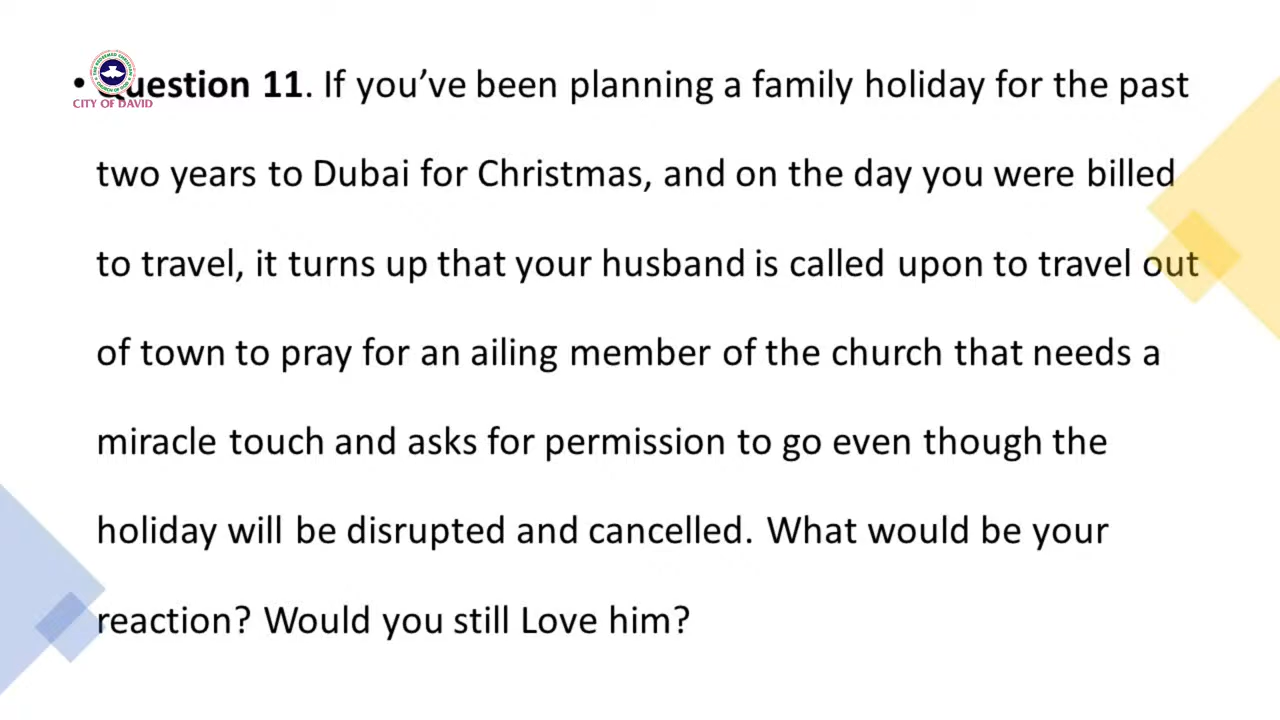 • Question 11. If you’ve been planning a family holiday for the past
CITY OF DAVID
two years to Dubai for Christmas, and on the day you were billed
to travel, it turns up that your husband is called upon to travel out
of town to pray for an ailing member of the church that needs a
miracle touch and asks for permission to go even though the
holiday will be disrupted and cancelled. What would be your
reaction? Would you still Love him?